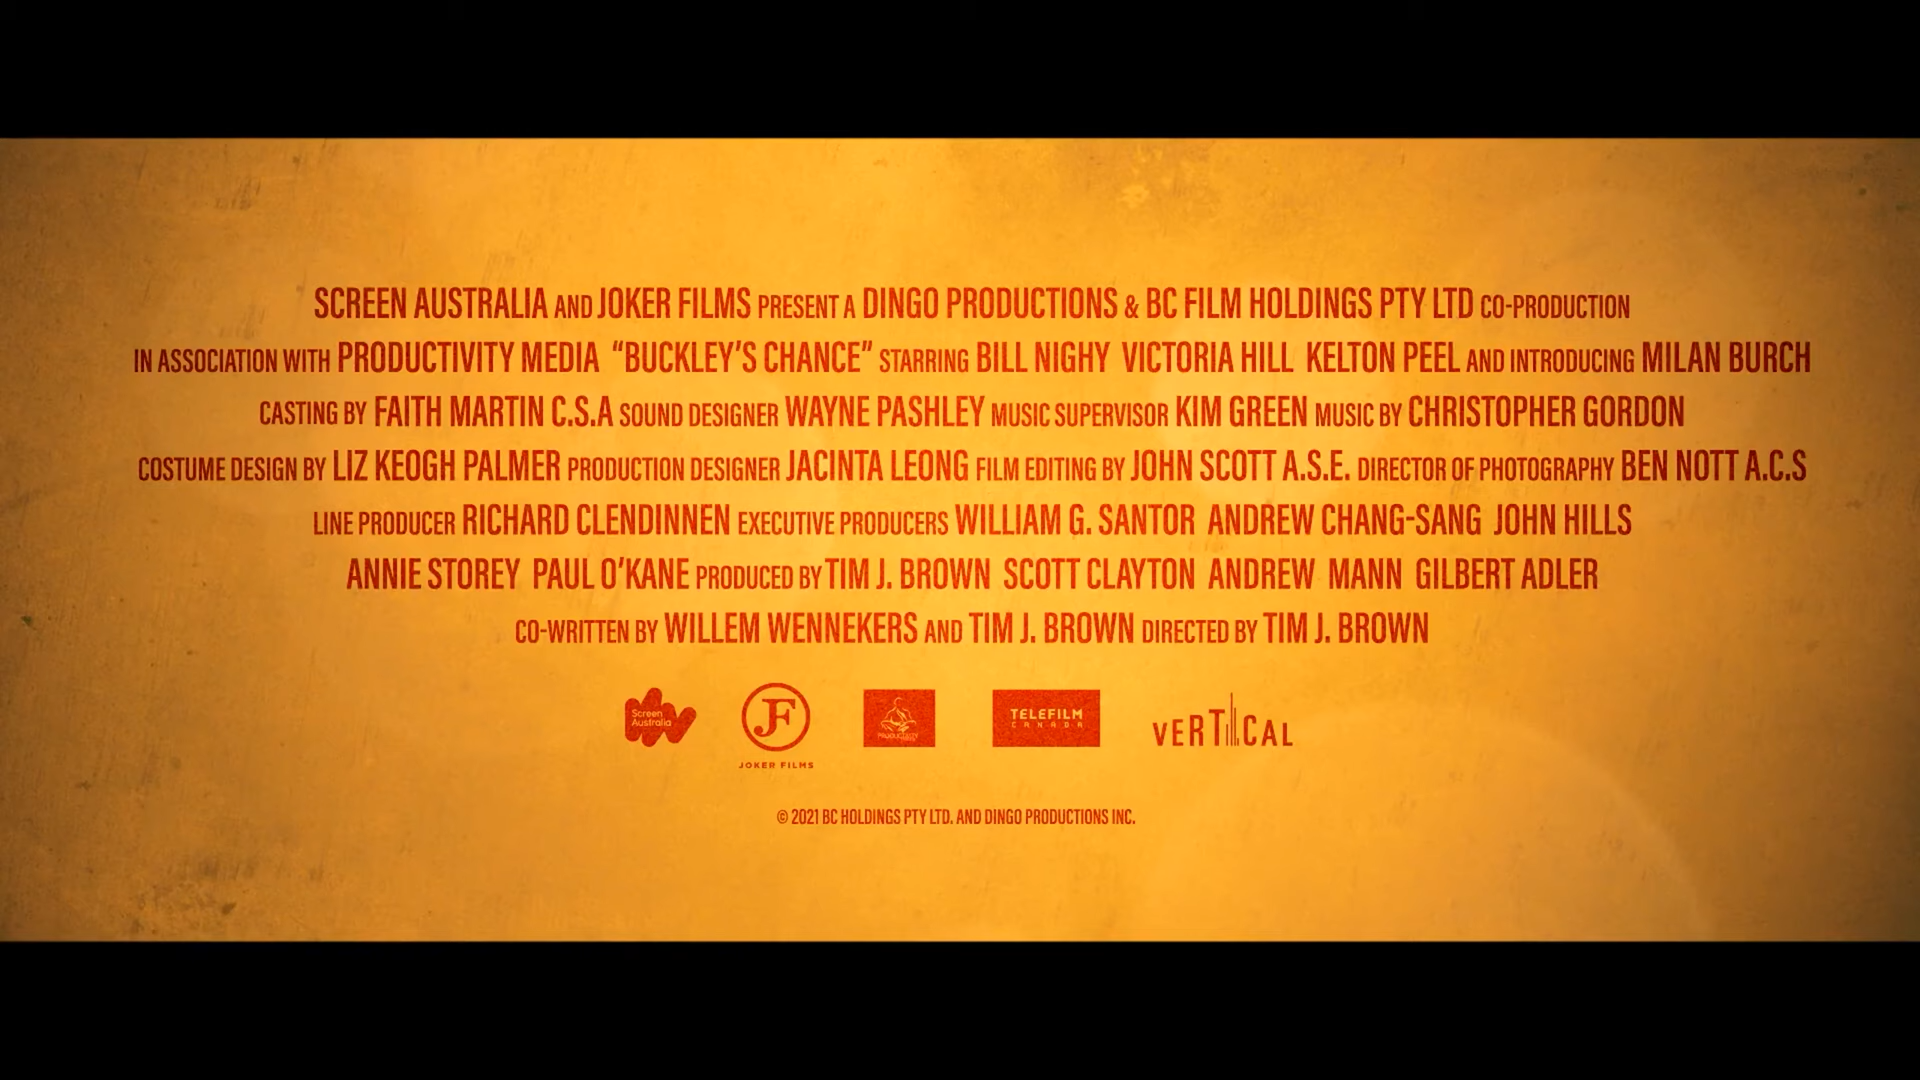 SCREEN AUSTRALIA AND JOKER FILMS PRESENT A DINGO PRODUCTIONS & BC FILM HOLDINGS PTY LTD CO-PRODUCTION
IN ASSOCIATION WITH PRODUCTIVITY MEDIA “BUCKLEY’S CHANCE” STARRING BILL NIGHY VICTORIA HILL KELTON PEEL AND INTRODUCING MILAN BURCH
CASTING BY FAITH MARTIN C.S.A SOUND DESIGNER WAYNE PASHLEY MUSIC SUPERVISOR KIM GREEN MUSIC BY CHRISTOPHER GORDON
COSTUME DESIGN BY LIZ KEOGH PALMER PRODUCTION DESIGNER JACINTA LEONG FILM EDITING BY JOHN SCOTT A.S.E. DIRECTOR OF PHOTOGRAPHY BEN NOTT A.C.S
LINE PRODUCER RICHARD CLENDINNEN EXECUTIVE PRODUCERS WILLIAM G. SANTOR ANDREW CHANG-SANG JOHN HILLS
ANNIE STOREY PAUL O’KANE PRODUCED BY TIM J. BROWN SCOTT CLAYTON ANDREW MANN GILBERT ADLER
CO-WRITTEN BY WILLEM WENNEKERS AND TIM J. BROWN DIRECTED BY TIM J. BROWN
Screen
Australia
JF
JOKER FILMS
PRODUCTIVITY
TELEFILM
CANADA
VERTICAL
© 2021 BC HOLDINGS PTY LTD. AND DINGO PRODUCTIONS INC.